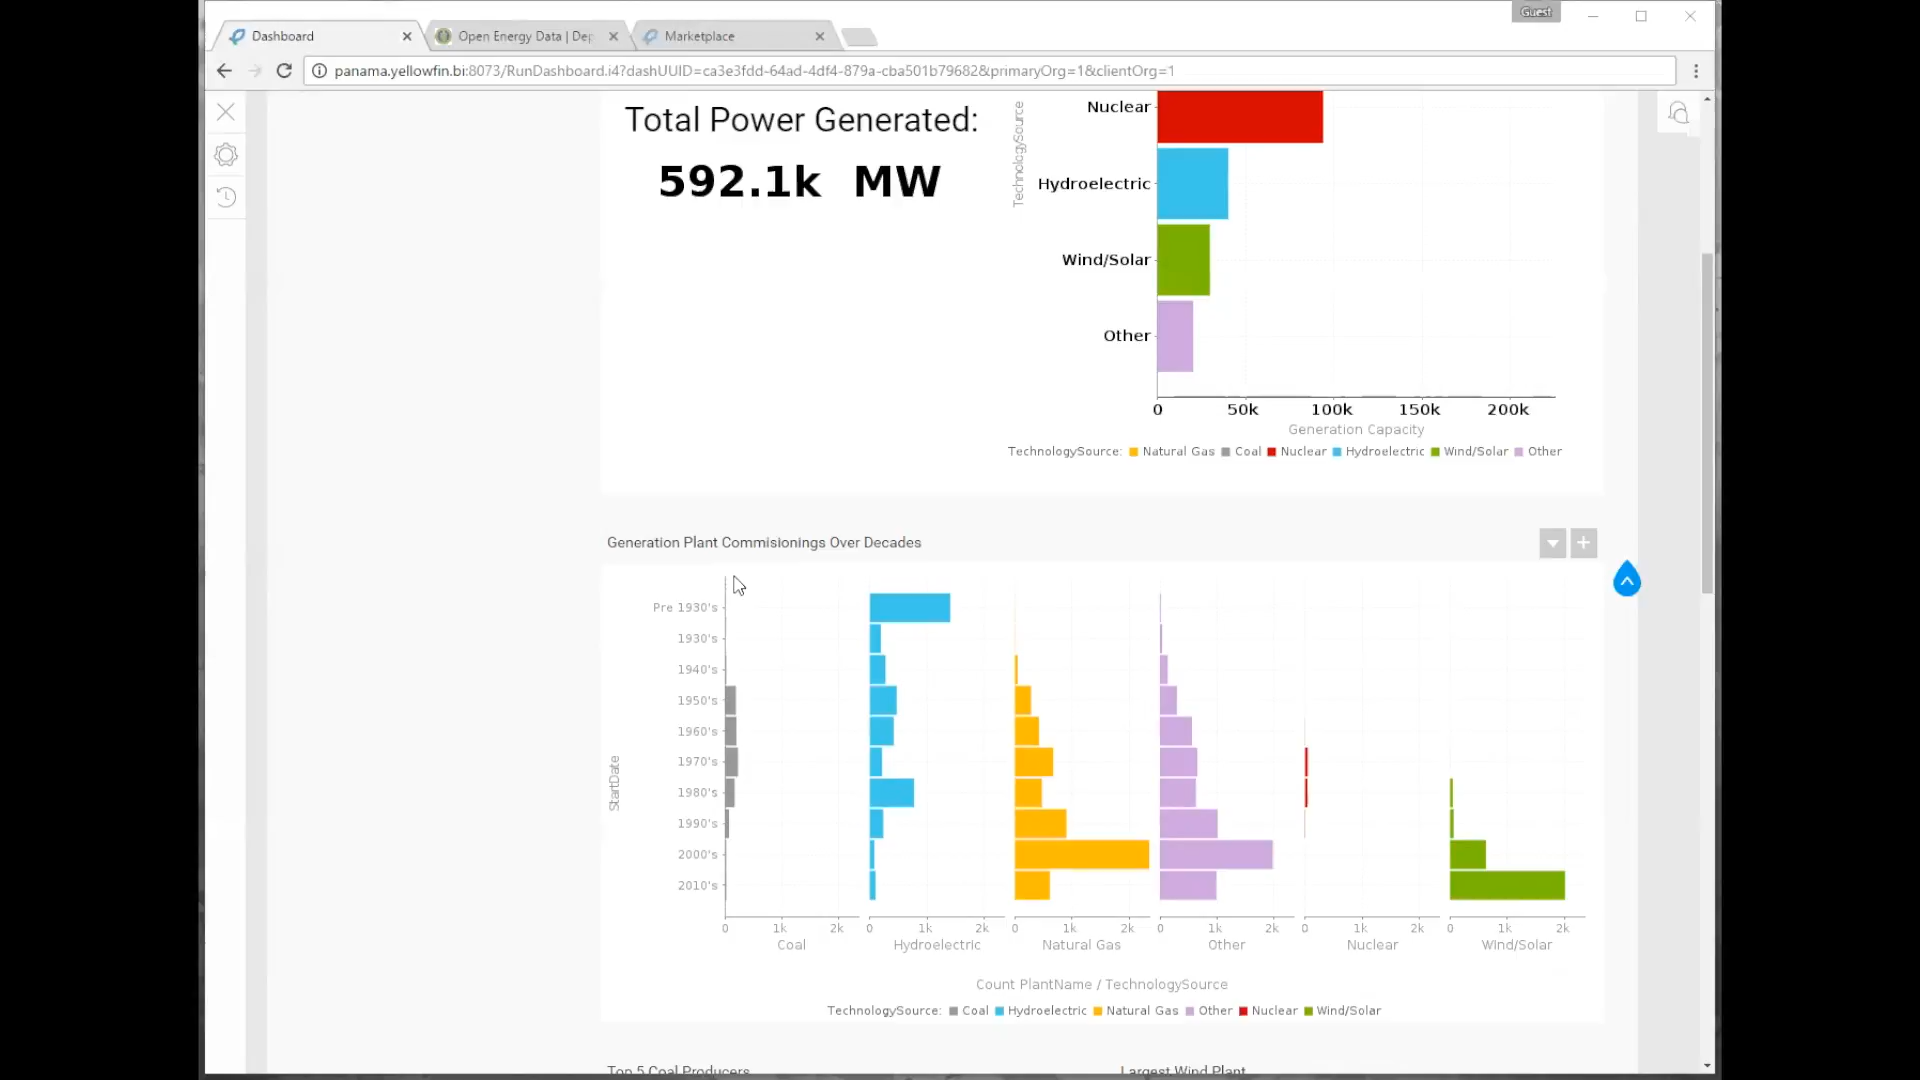 Guest
Dashboard
Open Energy Data | Dep
Marketplace
panama.yellowfin.bi:8073/RunDashboard.i4?dashUUID=ca3e3fdd-64ad-4df4-879a-cba501b79682&primaryOrg=1&clientOrg=1
Total Power Generated:
592.1k MW
TechnologySource
Nuclear
Hydroelectric
Wind/Solar
Other
0 50k 100k 150k 200k
Generation Capacity
TechnologySource: Natural Gas Coal Nuclear Hydroelectric Wind/Solar Other
Generation Plant Commisionings Over Decades
StartDate
Pre 1930's
1930's
1940's
1950's
1960's
1970's
1980's
1990's
2000's
2010's
0 1k 2k 0 1k 2k 0 1k 2k 0 1k 2k 0 1k 2k 0 1k 2k
Coal Hydroelectric Natural Gas Other Nuclear Wind/Solar
Count PlantName / TechnologySource
TechnologySource: Coal Hydroelectric Natural Gas Other Nuclear Wind/Solar
Top 5 Coal Producers
Largest Wind Plant